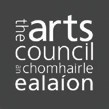 the arts
council
an chomhairle
ealaíon